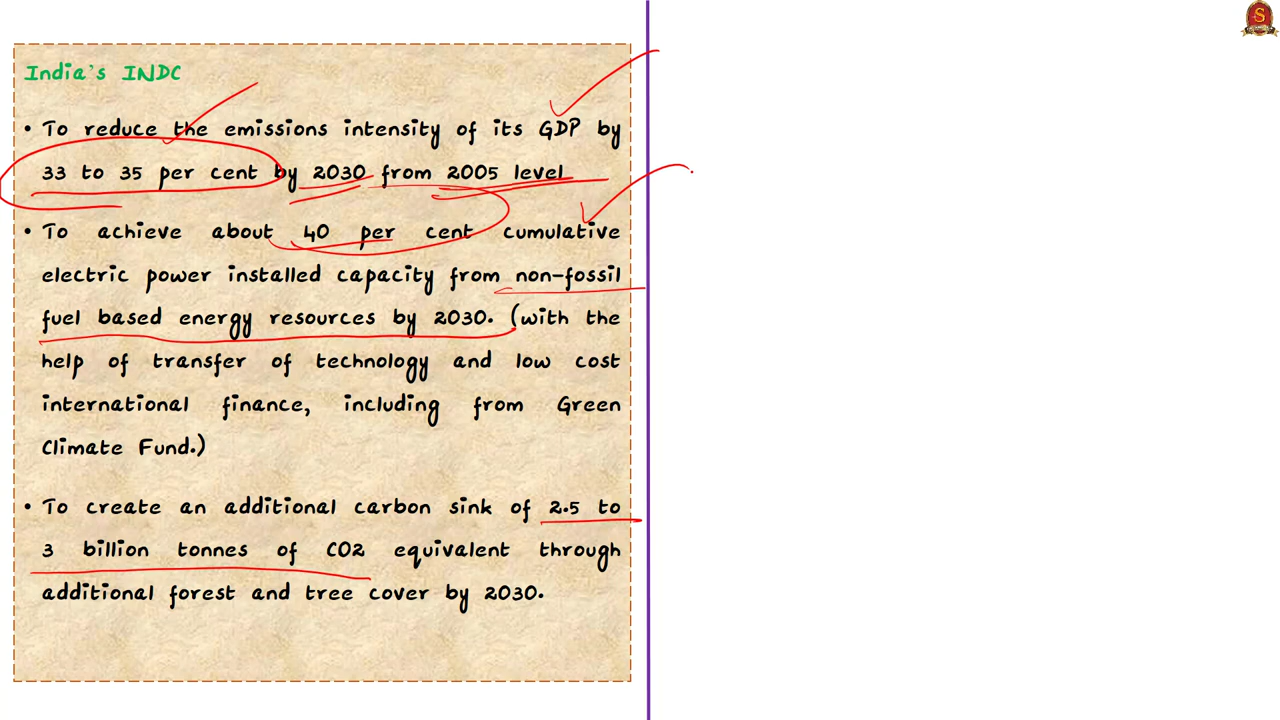 India's INDC
• To reduce the emissions intensity of its GDP by
33 to 35 per cent by 2030 from 2005 level
• To achieve about 40 per cent cumulative
electric power installed capacity from non-fossil
fuel based energy resources by 2030. (with the
help of transfer of technology and low cost
international finance, including from Green
Climate Fund.)
• To create an additional carbon sink of 2.5 to
3 billion tonnes of CO2 equivalent through
additional forest and tree cover by 2030.
S